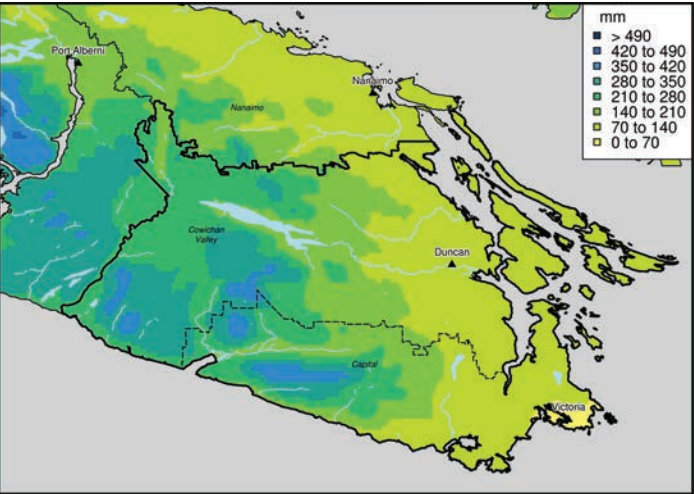 mm
> 490
420 to 490
350 to 420
280 to 350
210 to 280
140 to 210
70 to 140
0 to 70
Port Alberni
Nanaimo
Nanaimo
Cowichan
Valley
Duncan
Capital
Victoria